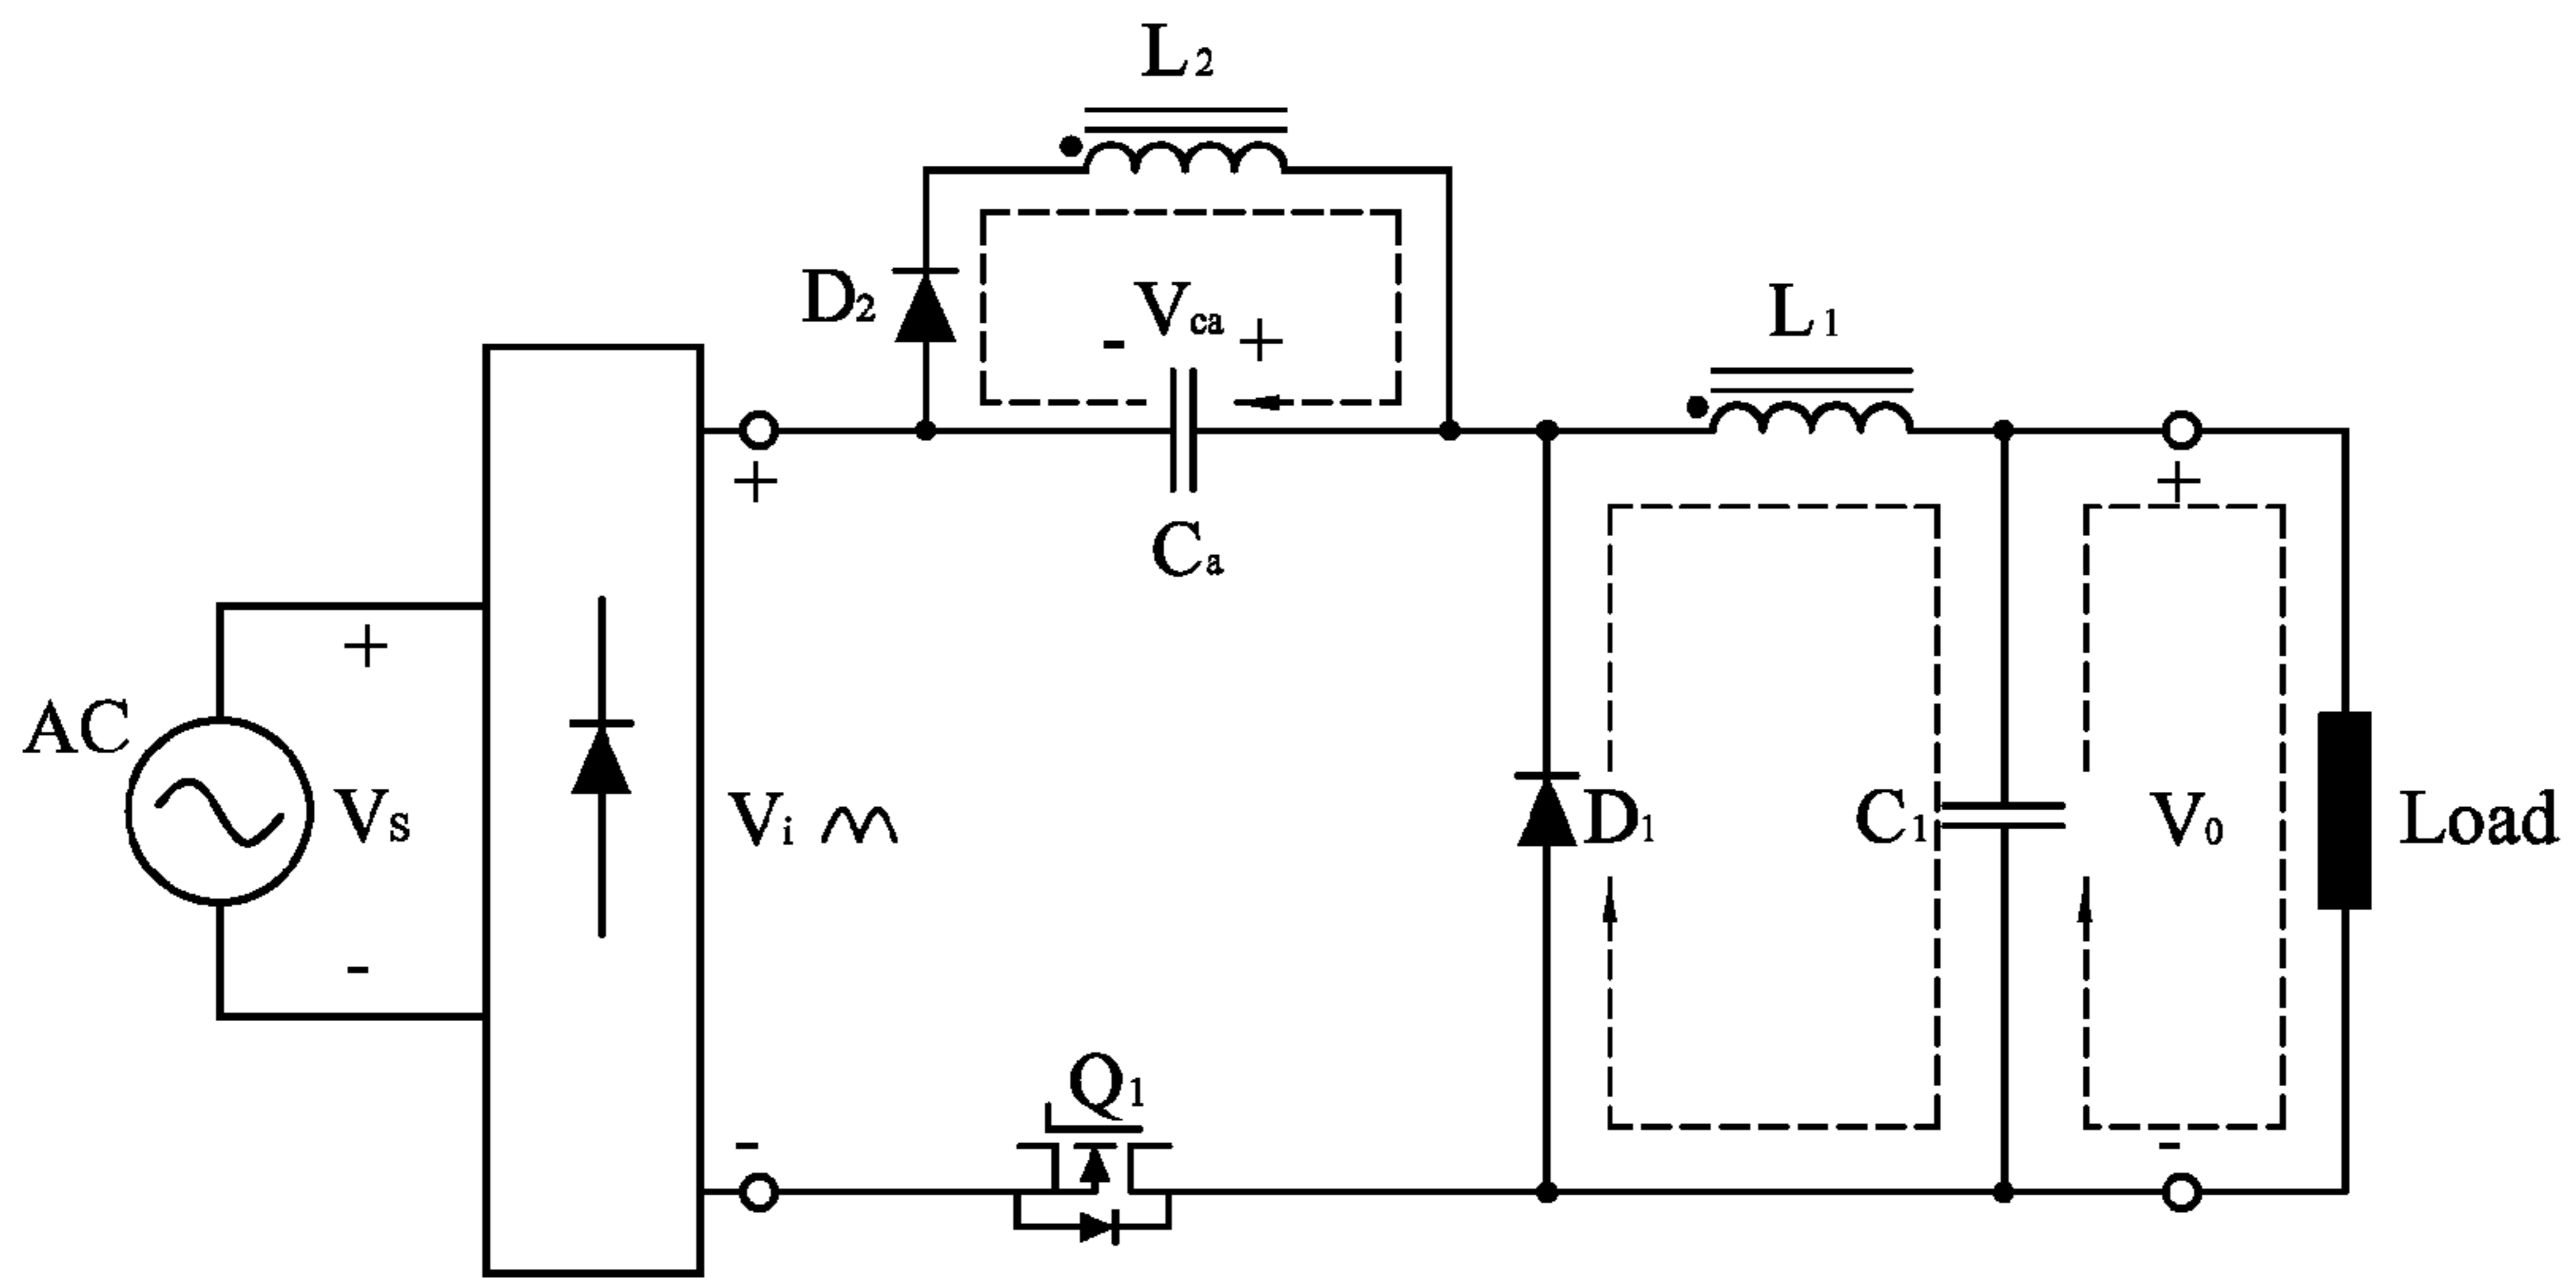 L2
D2
- Vca +
Ca
L1
+
+
AC
+
Vs
-
Vi
D1
C1
V0
Load
Q1
-
-